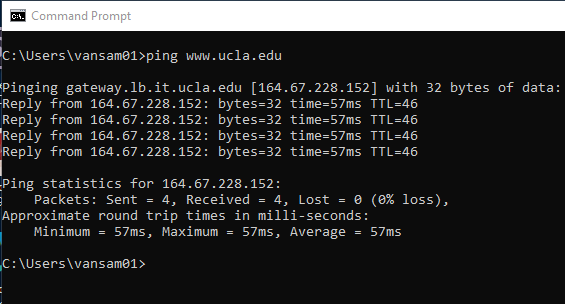 Command Prompt
C:\Users\vansam01>ping www.ucla.edu
Pinging gateway.lb.it.ucla.edu [164.67.228.152] with 32 bytes of data:
Reply from 164.67.228.152: bytes=32 time=57ms TTL=46
Reply from 164.67.228.152: bytes=32 time=57ms TTL=46
Reply from 164.67.228.152: bytes=32 time=57ms TTL=46
Reply from 164.67.228.152: bytes=32 time=57ms TTL=46
Ping statistics for 164.67.228.152:
    Packets: Sent = 4, Received = 4, Lost = 0 (0% loss),
Approximate round trip times in milli-seconds:
    Minimum = 57ms, Maximum = 57ms, Average = 57ms
C:\Users\vansam01>